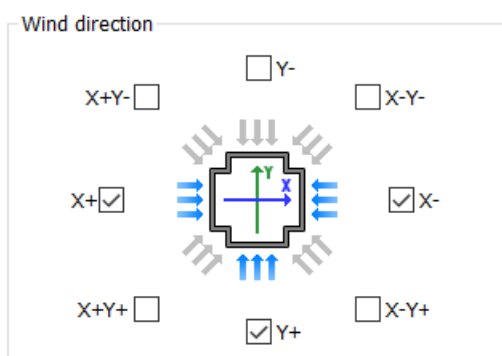 Wind direction
Y-
X+Y-
X-Y-
Y
X
X+
X-
X+Y+
X-Y+
Y+